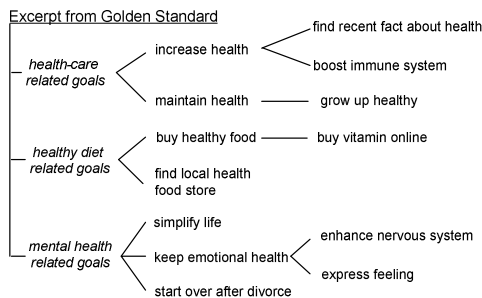 Excerpt from Golden Standard
find recent fact about health
increase health
health-care
related goals
boost immune system
maintain health
grow up healthy
buy healthy food
buy vitamin online
healthy diet
related goals
find local health
food store
simplify life
enhance nervous system
mental health
related goals
keep emotional health
express feeling
start over after divorce